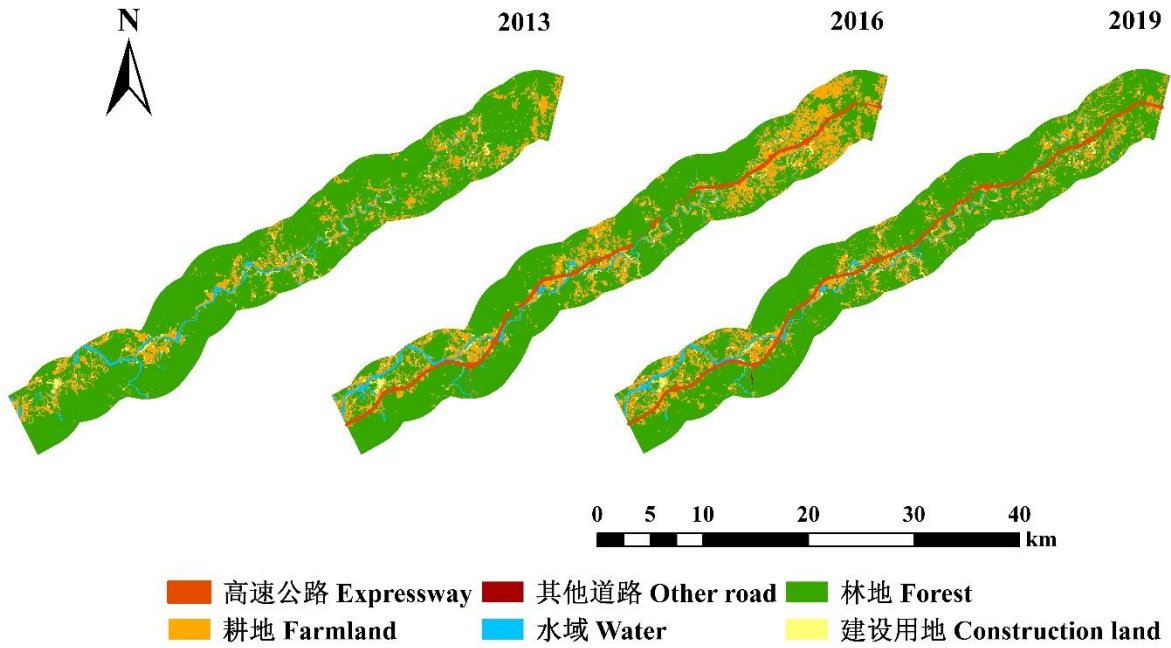 N
2013
2016
2019
0 5 10 20 30 40
km
高速公路 Expressway 其他道路 Other road 林地 Forest
耕地 Farmland 水域 Water 建设用地 Construction land